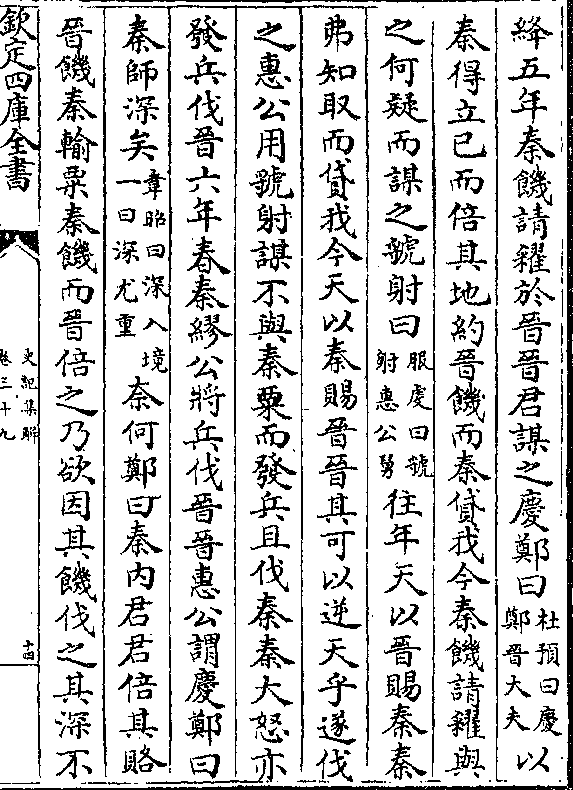 絳五年秦饑請糴於晉晉君謀之慶鄭曰杜預曰慶鄭晉大夫以
秦得立已而倍其地約晉饑而秦貸我今秦饑請糴與
之何疑而謀之虢射曰服虔曰虢射惠公舅往年天以晉賜秦秦
弗知取而貸我今天以秦賜晉晉其可以逆天乎遂伐
之惠公用虢射謀不與秦粟而發兵且伐秦秦大怒亦
發兵伐晉六年春秦繆公將兵伐晉晉惠公謂慶鄭曰
秦師深矣韋昭曰深入境一曰深尤重奈何鄭曰秦内君君倍其賂
晉饑秦輸粟秦饑而晉倍之乃欲因其饑伐之其深不
欽定四庫全書
史記集解
卷三十九
十四